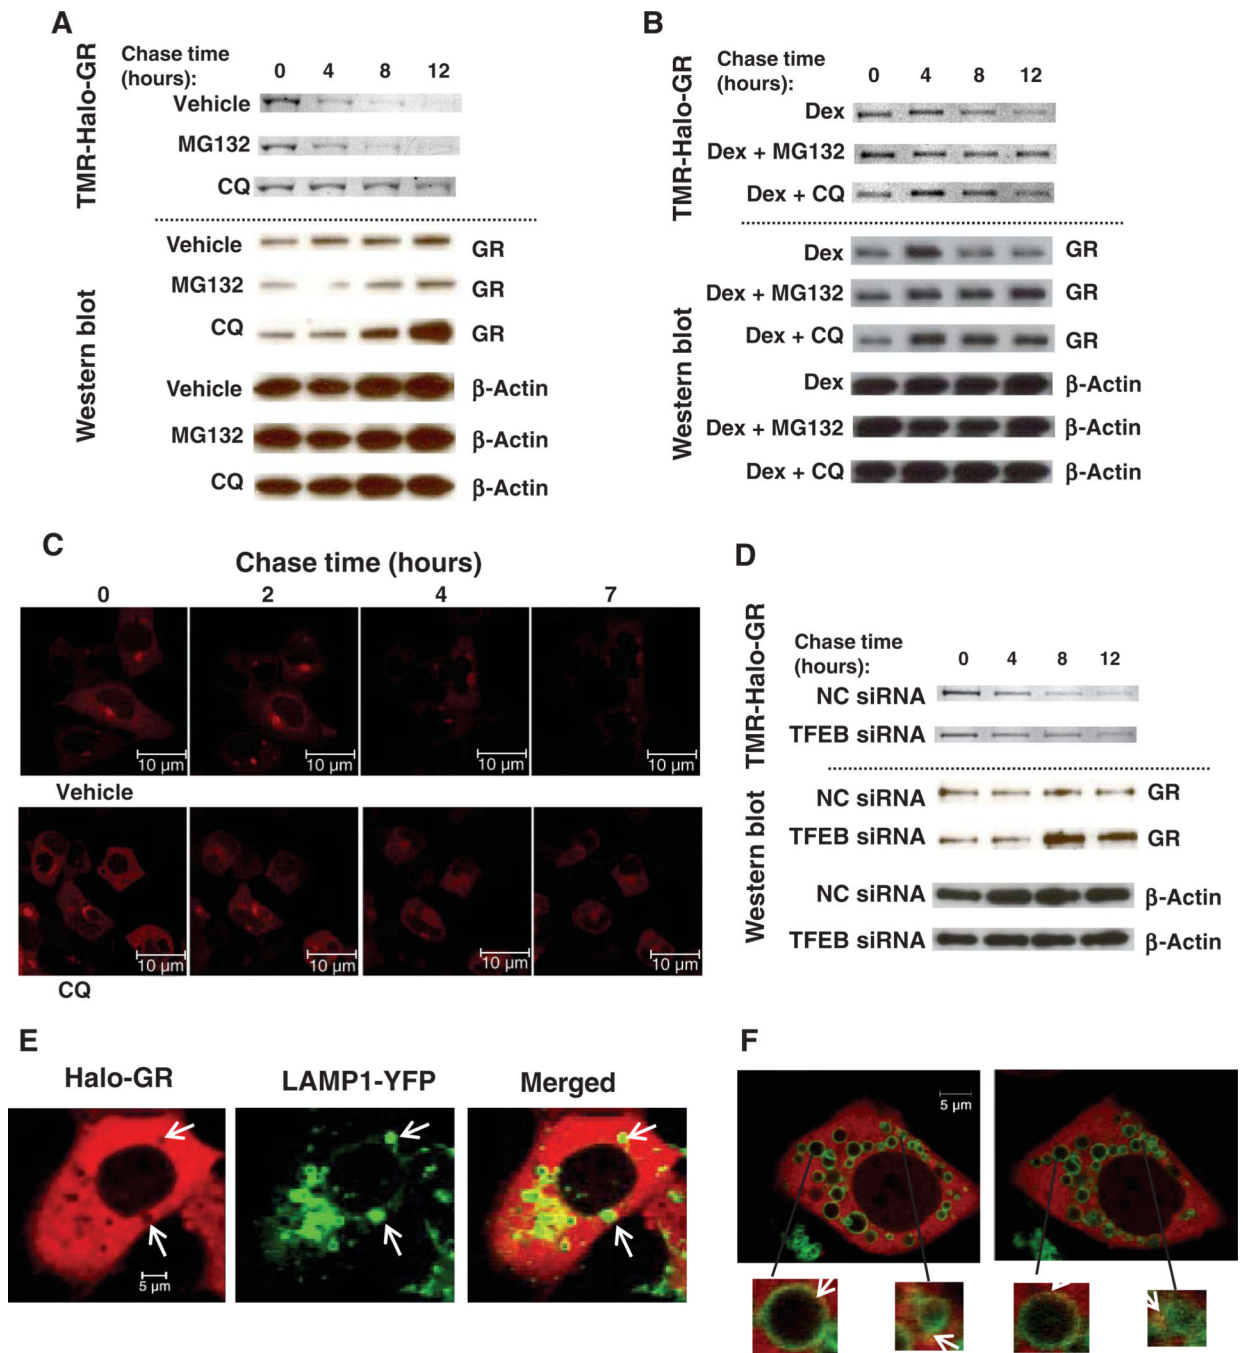 A
TMR-Halo-GR
Chase time
(hours):
0 4 8 12
Vehicle
MG132
CQ
Western blot
Vehicle GR
MG132 GR
CQ GR
Vehicle β-Actin
MG132 β-Actin
CQ β-Actin
B
TMR-Halo-GR
Chase time
(hours):
0 4 8 12
Dex
Dex + MG132
Dex + CQ
Western blot
Dex GR
Dex + MG132 GR
Dex + CQ GR
Dex β-Actin
Dex + MG132 β-Actin
Dex + CQ β-Actin
C
Chase time (hours)
0 2 4 7
10 µm 10 µm 10 µm 10 µm
Vehicle
10 µm 10 µm 10 µm 10 µm
CQ
D
TMR-Halo-GR
Chase time
(hours):
0 4 8 12
NC siRNA
TFEB siRNA
Western blot
NC siRNA GR
TFEB siRNA GR
NC siRNA β-Actin
TFEB siRNA β-Actin
E
Halo-GR LAMP1-YFP Merged
5 µm
F
5 µm